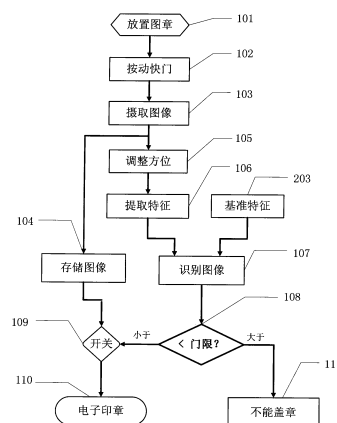 放置图章
101
按动快门
102
摄取图像
103
调整方位
105
提取特征
106
基准特征
203
104
存储图像
识别图像
107
108
109
开关
小于
< 门限?
大于
110
电子印章
11
不能盖章